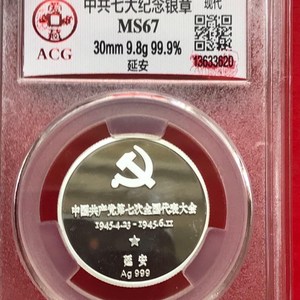 中共七大纪念银章
现代
MS67
30mm 9.8g 99.9%
延安
ACG
13633620
中国共产党第七次全国代表大会
1945·4·23-1945·6·11
延安
Ag 999